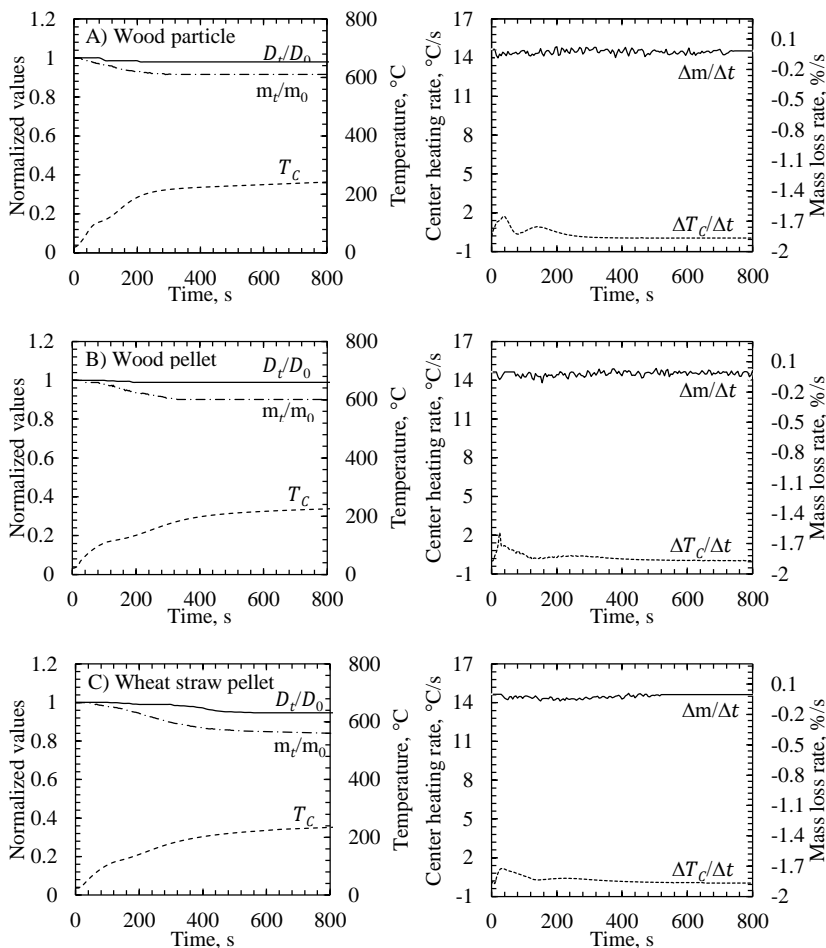 A) Wood particle
Normalized values
1.2
1
0.8
0.6
0.4
0.2
0
D_t/D_0
m_t/m_0
T_C
800
600
400
200
0
Temperature, °C
0 200 400 600 800
Time, s
Center heating rate, °C/s
17
14
11
8
5
2
-1
Δm/Δt
ΔT_C/Δt
0.1
-0.2
-0.5
-0.8
-1.1
-1.4
-1.7
-2
Mass loss rate, %/s
0 200 400 600 800
Time, s
B) Wood pellet
Normalized values
1.2
1
0.8
0.6
0.4
0.2
0
D_t/D_0
m_t/m_0
T_C
800
600
400
200
0
Temperature, °C
0 200 400 600 800
Time, s
Center heating rate, °C/s
17
14
11
8
5
2
-1
Δm/Δt
ΔT_C/Δt
0.1
-0.2
-0.5
-0.8
-1.1
-1.4
-1.7
-2
Mass loss rate, %/s
0 200 400 600 800
Time, s
C) Wheat straw pellet
Normalized values
1.2
1
0.8
0.6
0.4
0.2
0
D_t/D_0
m_t/m_0
T_C
800
600
400
200
0
Temperature, °C
0 200 400 600 800
Time, s
Center heating rate, °C/s
17
14
11
8
5
2
-1
Δm/Δt
ΔT_C/Δt
0.1
-0.2
-0.5
-0.8
-1.1
-1.4
-1.7
-2
Mass loss rate, %/s
0 200 400 600 800
Time, s